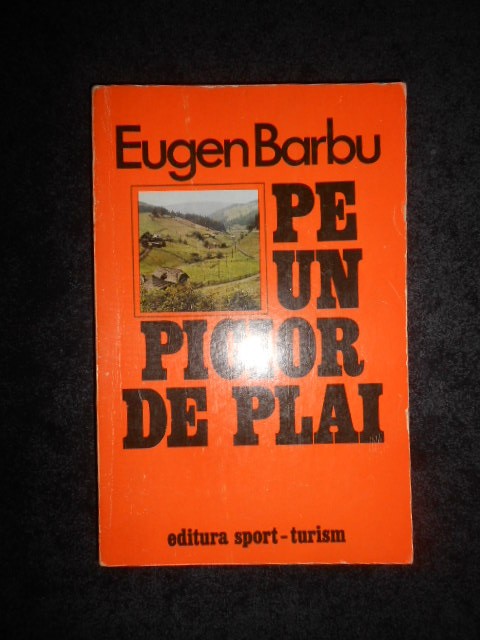 Eugen Barbu
PE
UN
PICIOR
DE PLAI
editura sport-turism